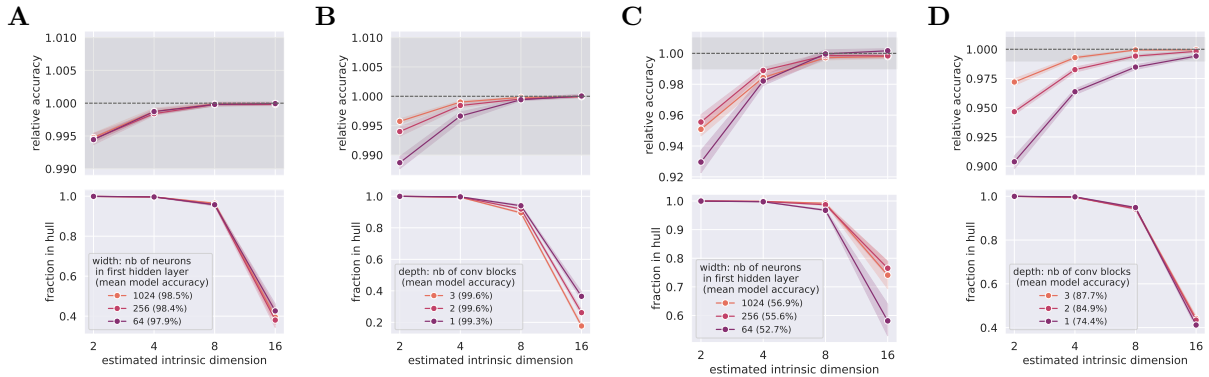 A
1.010
1.005
1.000
0.995
0.990
relative accuracy
1.0
0.8
0.6
0.4
fraction in hull
width: nb of neurons
in first hidden layer
(mean model accuracy)
1024 (98.5%)
256 (98.4%)
64 (97.9%)
2 4 8 16
estimated intrinsic dimension
B
1.010
1.005
1.000
0.995
0.990
relative accuracy
1.0
0.8
0.6
0.4
0.2
fraction in hull
depth: nb of conv blocks
(mean model accuracy)
3 (99.6%)
2 (99.6%)
1 (99.3%)
2 4 8 16
estimated intrinsic dimension
C
1.00
0.98
0.96
0.94
0.92
relative accuracy
1.0
0.9
0.8
0.7
0.6
fraction in hull
width: nb of neurons
in first hidden layer
(mean model accuracy)
1024 (56.9%)
256 (55.6%)
64 (52.7%)
2 4 8 16
estimated intrinsic dimension
D
1.000
0.975
0.950
0.925
0.900
relative accuracy
1.0
0.8
0.6
0.4
fraction in hull
depth: nb of conv blocks
(mean model accuracy)
3 (87.7%)
2 (84.9%)
1 (74.4%)
2 4 8 16
estimated intrinsic dimension